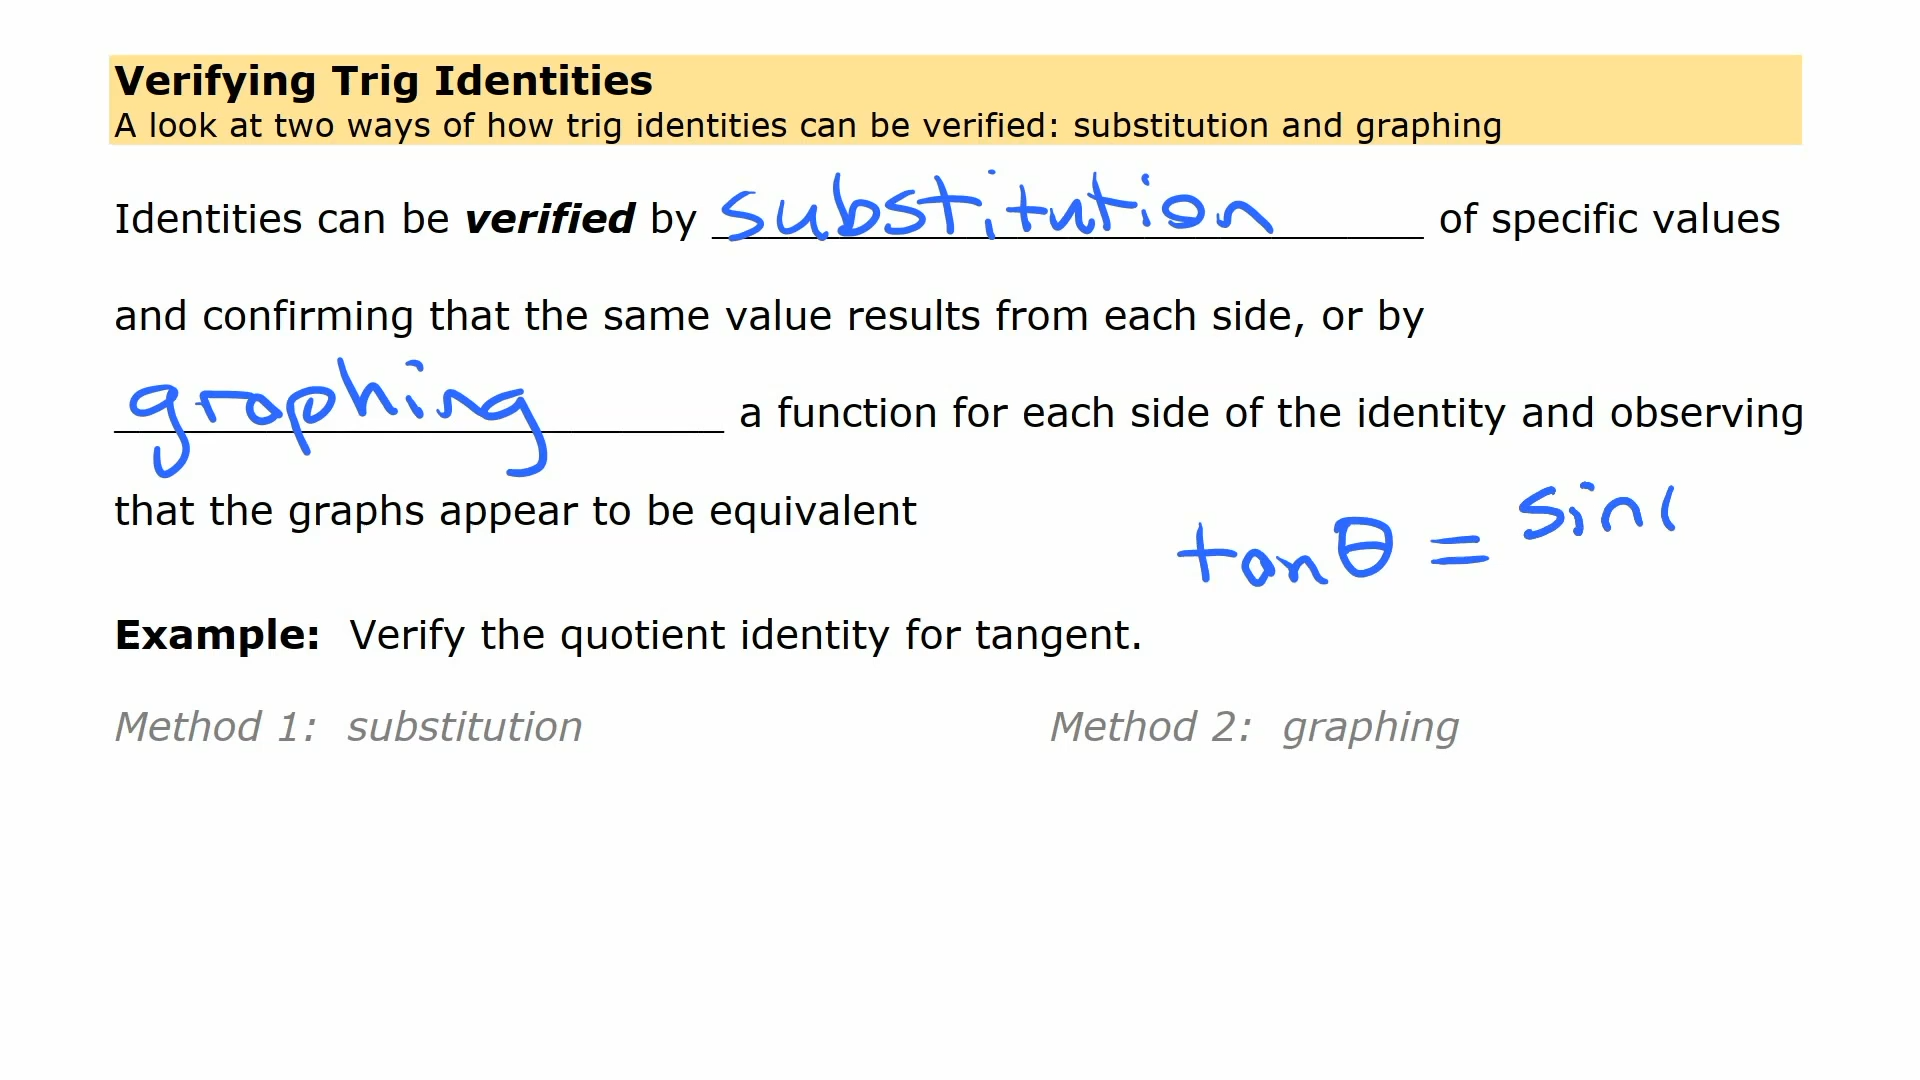 Verifying Trig Identities
A look at two ways of how trig identities can be verified: substitution and graphing
Identities can be verified by substitution of specific values
and confirming that the same value results from each side, or by
graphing a function for each side of the identity and observing
that the graphs appear to be equivalent
tanθ = sin(
Example: Verify the quotient identity for tangent.
Method 1: substitution
Method 2: graphing